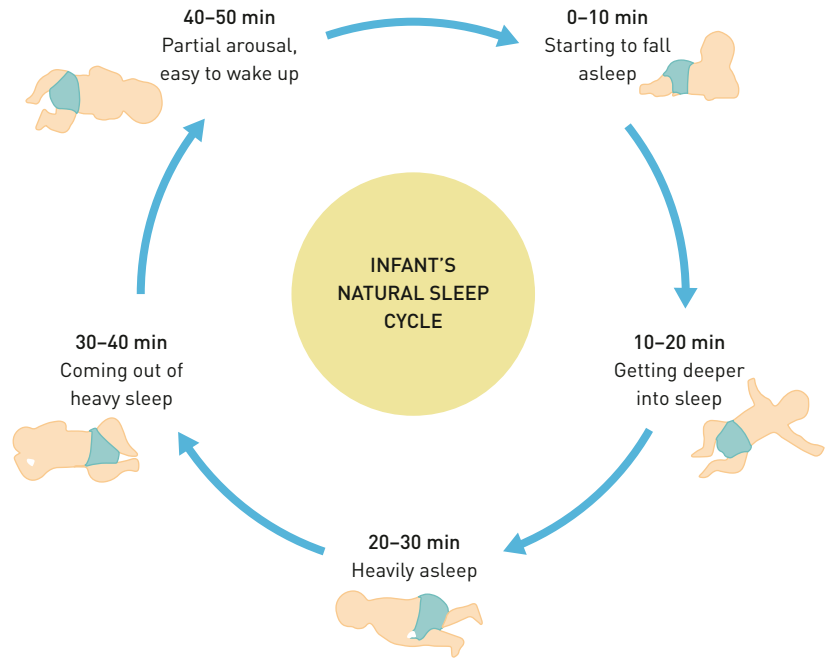 INFANT'S
NATURAL SLEEP
CYCLE
0–10 min
Starting to fall
asleep
10–20 min
Getting deeper
into sleep
20–30 min
Heavily asleep
30–40 min
Coming out of
heavy sleep
40–50 min
Partial arousal,
easy to wake up